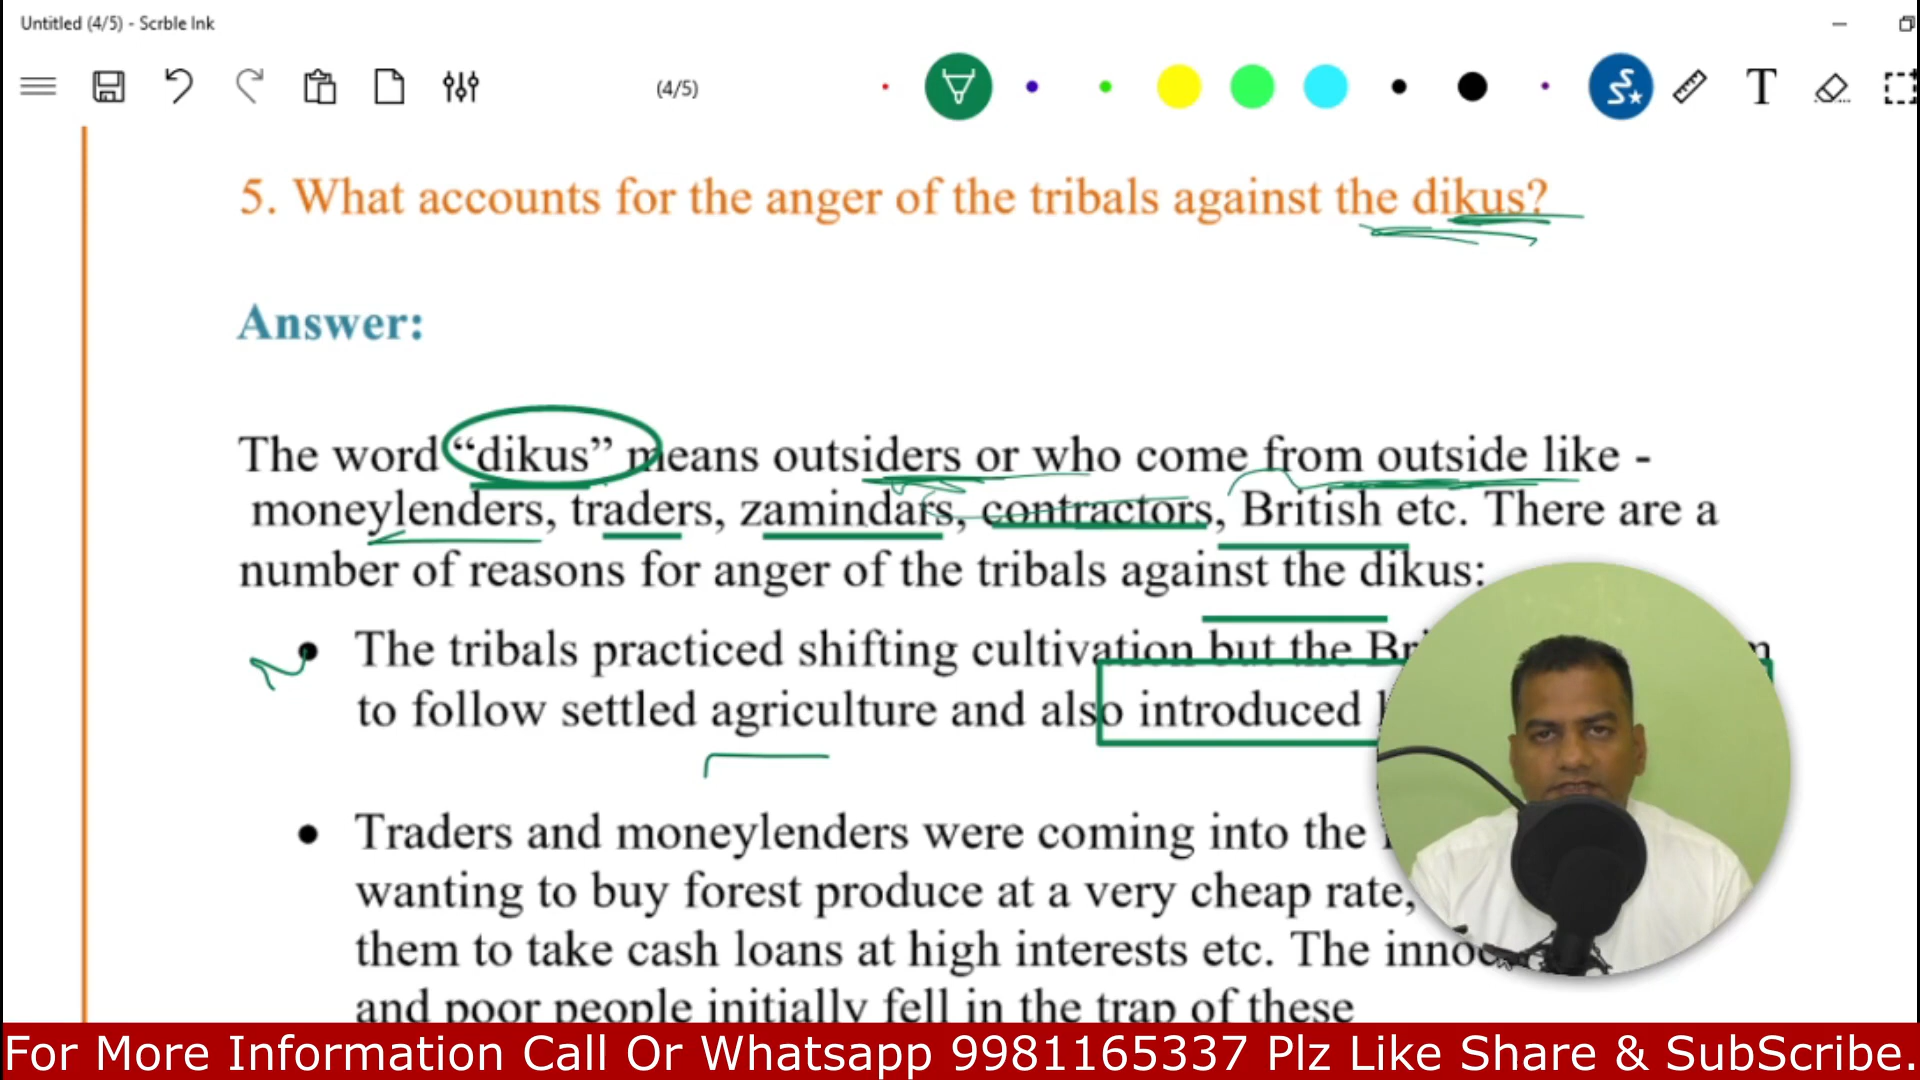 Untitled (4/5) - Scrble Ink
(4/5)
T
5. What accounts for the anger of the tribals against the dikus?
Answer:
The word “dikus” means outsiders or who come from outside like -
moneylenders, traders, zamindars, contractors, British etc. There are a
number of reasons for anger of the tribals against the dikus:
• The tribals practiced shifting cultivation but the
to follow settled agriculture and also introduced
• Traders and moneylenders were coming into the
wanting to buy forest produce at a very cheap rate,
them to take cash loans at high interests etc. The
and poor people initially fell in the trap of these
For More Information Call Or Whatsapp 9981165337 Plz Like Share & SubScribe.